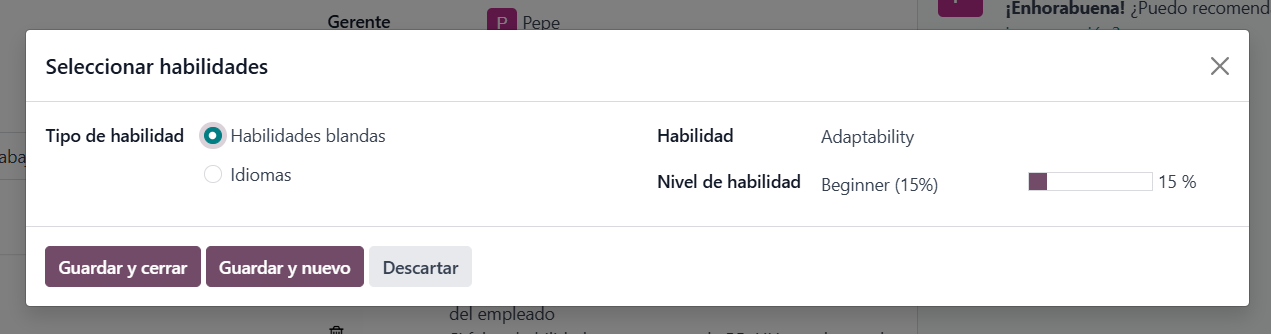 Gerente
P Pepe
¡Enhorabuena! ¿Puedo recomend
Seleccionar habilidades
Tipo de habilidad
Habilidades blandas
Idiomas
Habilidad
Adaptability
Nivel de habilidad
Beginner (15%)
15 %
Guardar y cerrar
Guardar y nuevo
Descartar
del empleado